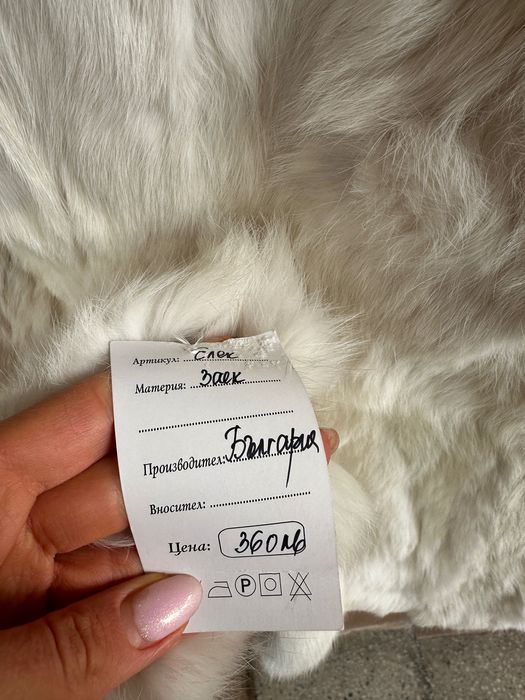 Артикул: Елек
Материя: Заек
Производител: България
Вносител:
Цена: 360лв
P